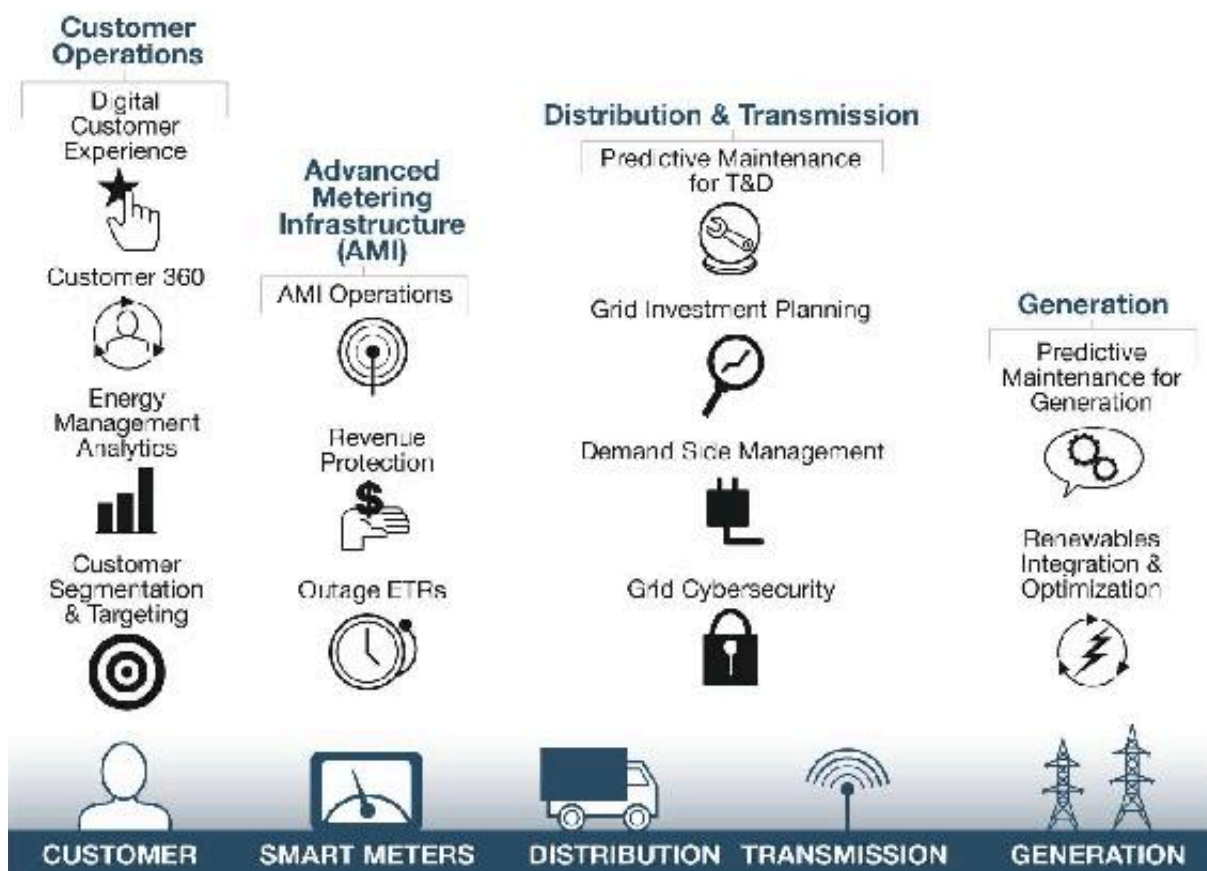 Customer
Operations
Digital
Customer
Experience
Customer 360
Energy
Management
Analytics
Customer
Segmentation
& Targeting
Advanced
Metering
Infrastructure
(AMI)
AMI Operations
Revenue
Protection
$
Outage ETRs
Distribution & Transmission
Predictive Maintenance
for T&D
Grid Investment Planning
Demand Side Management
Grid Cybersecurity
Generation
Predictive
Maintenance for
Generation
Renewables
Integration &
Optimization
CUSTOMER
SMART METERS
DISTRIBUTION
TRANSMISSION
GENERATION